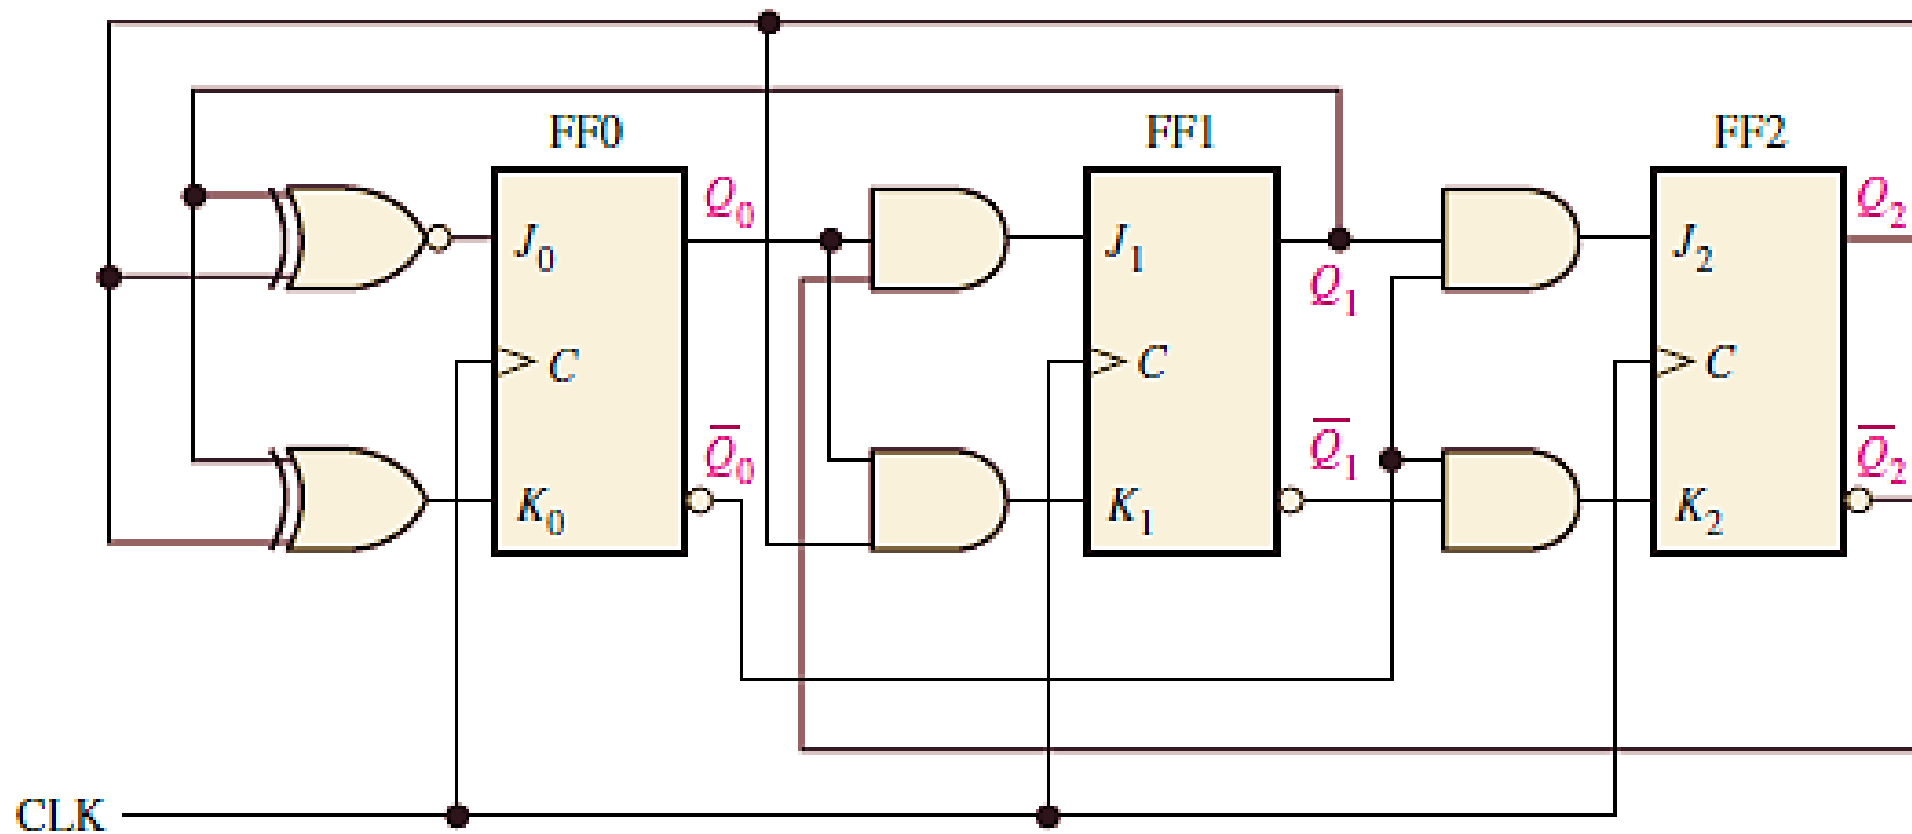 FF0 FF1 FF2
Q0 Q2
J0 J1 J2
Q1
C C C
Q̅0 Q̅1 Q̅2
K0 K1 K2
CLK